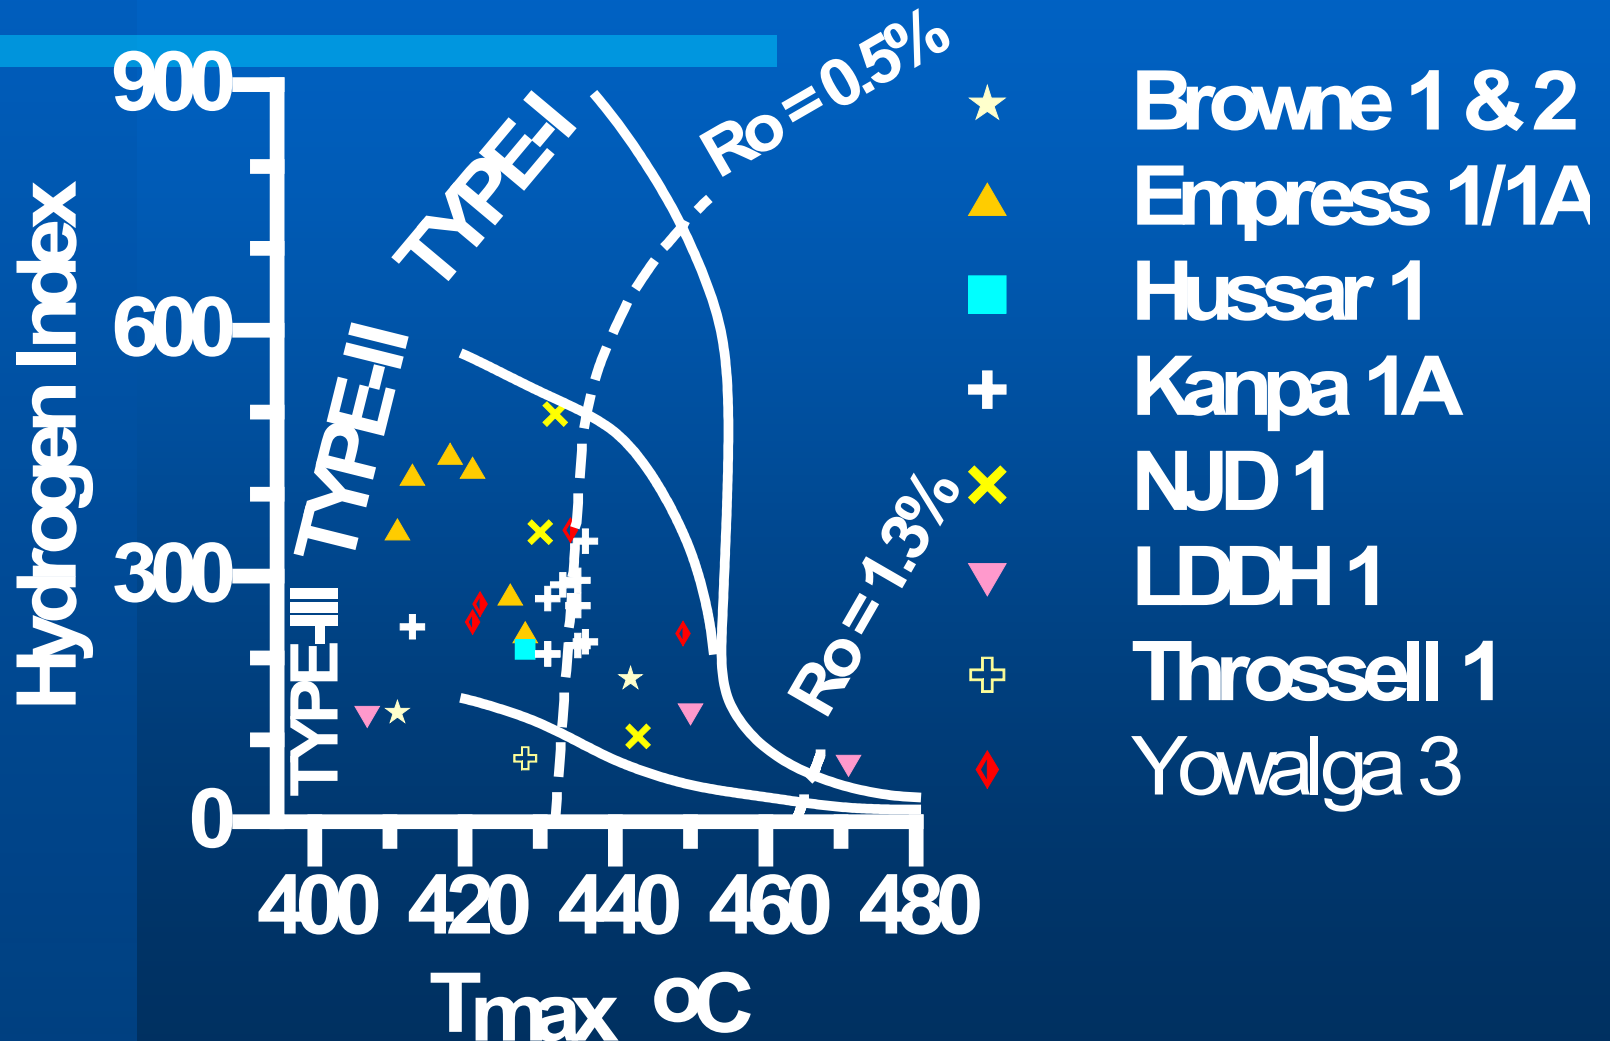 Hydrogen Index
900
600
300
0
TYPE-I
TYPE-II
TYPE-III
Ro = 0.5%
Ro = 1.3%
400 420 440 460 480
Tmax oC
Browne 1 & 2
Empress 1/1A
Hussar 1
Kanpa 1A
NJD 1
LDDH 1
Throssell 1
Yowalga 3